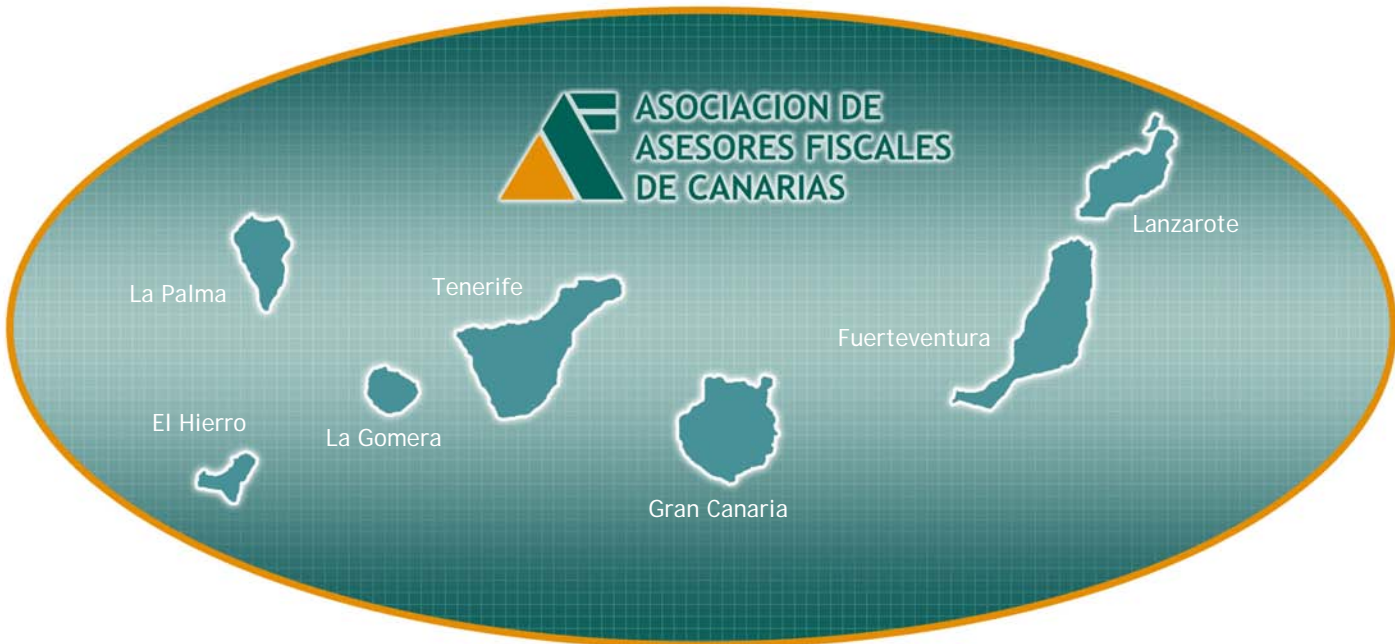 ASOCIACION DE
ASESORES FISCALES
DE CANARIAS
Lanzarote
La Palma
Tenerife
Fuerteventura
El Hierro
La Gomera
Gran Canaria